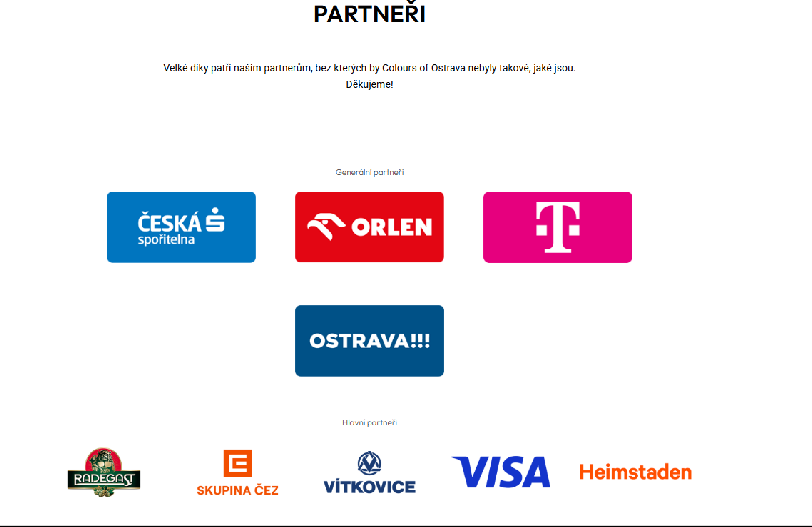 PARTNEŘI
Velké díky patří našim partnerům, bez kterých by Colours of Ostrava nebyly takové, jaké jsou.
Děkujeme!
Generální partneři
ČESKÁ
spořitelna
ORLEN
T
OSTRAVA!!!
Hlavní partneři
RADEGAST
SKUPINA ČEZ
VÍTKOVICE
VISA
Heimstaden